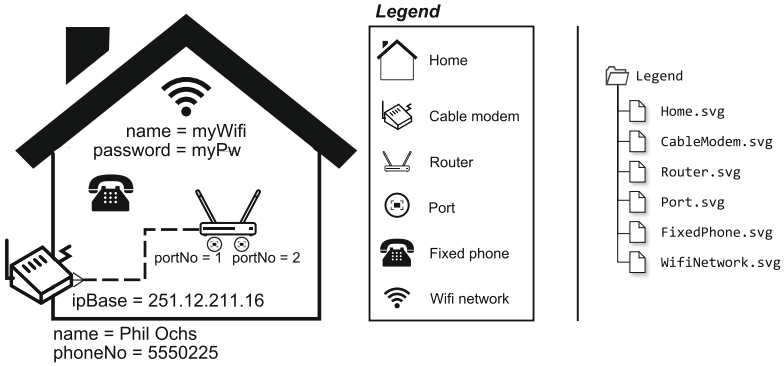 name = myWifi
password = myPw
portNo = 1 portNo = 2
ipBase = 251.12.211.16
name = Phil Ochs
phoneNo = 5550225
Legend
Home
Cable modem
Router
Port
Fixed phone
Wifi network
Legend
Home.svg
CableModem.svg
Router.svg
Port.svg
FixedPhone.svg
WifiNetwork.svg